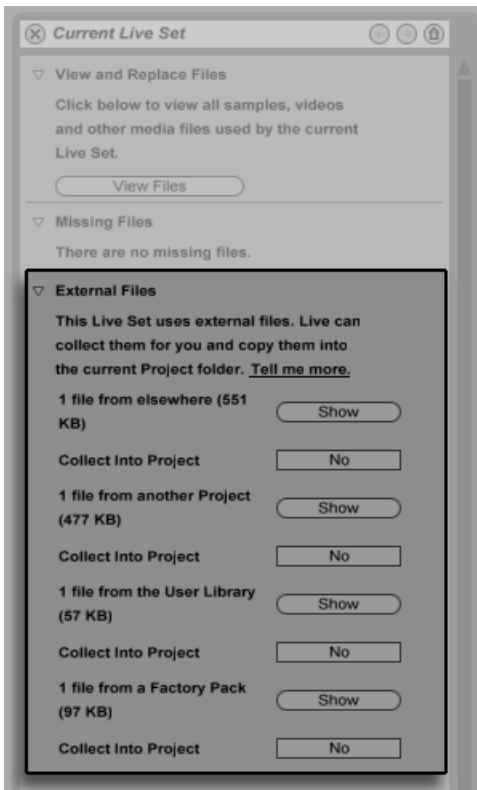 Current Live Set
View and Replace Files
Click below to view all samples, videos
and other media files used by the current
Live Set.
View Files
Missing Files
There are no missing files.
External Files
This Live Set uses external files. Live can
collect them for you and copy them into
the current Project folder. Tell me more.
1 file from elsewhere (551
KB)
Show
Collect Into Project
No
1 file from another Project
(477 KB)
Show
Collect Into Project
No
1 file from the User Library
(57 KB)
Show
Collect Into Project
No
1 file from a Factory Pack
(97 KB)
Show
Collect Into Project
No